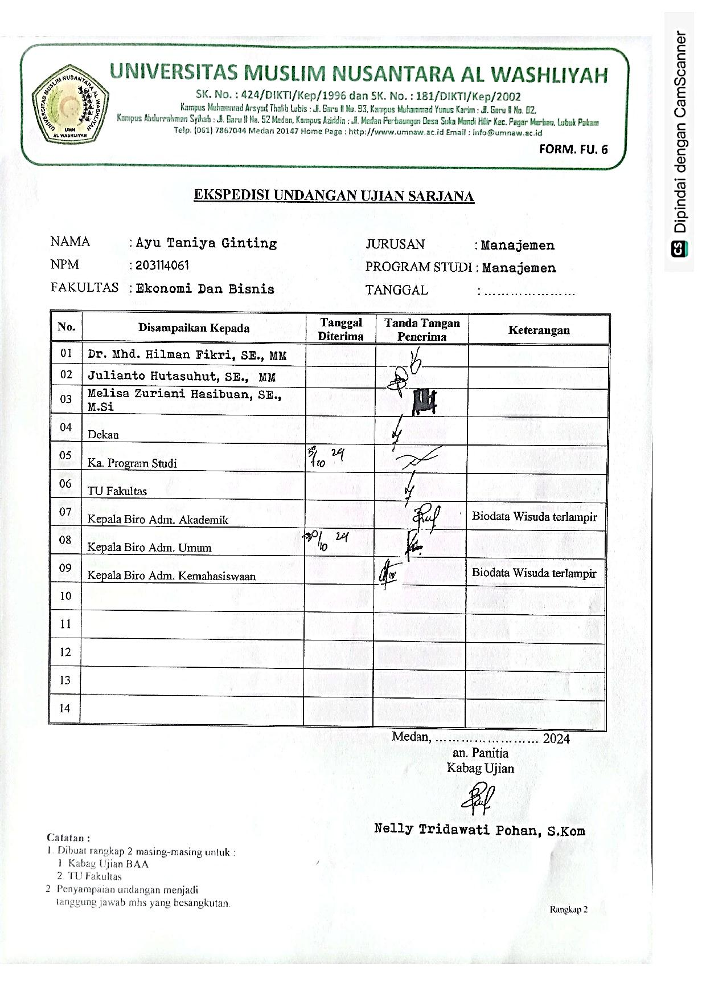 UNIVERSITAS MUSLIM NUSANTARA AL WASHLIYAH
SK. No. : 424/DIKTI/Kep/1996 dan SK. No. : 181/DIKTI/Kep/2002
Kampus Muhammad Arsyad Thalib Lubis : Jl. Garu II No. 93, Kampus Muhammad Yunus Karim : Jl. Garu II No. 02,
Kampus Abdurrahman Syihab : Jl. Garu II No. 52 Medan, Kampus Aziddin : Jl. Medan Perbaungan Desa Suka Mandi Hilir Kec. Pagar Merbau, Lubuk Pakam
Telp. (061) 7867044 Medan 20147 Home Page : http://www.umnaw.ac.id Email : info@umnaw.ac.id
UNIVERSITAS MUSLIM NUSANTARA AL WASHLIYAH
UMN
AL WASHLIYAH
FORM. FU. 6
EKSPEDISI UNDANGAN UJIAN SARJANA
NAMA : Ayu Taniya Ginting JURUSAN : Manajemen
NPM : 203114061 PROGRAM STUDI : Manajemen
FAKULTAS : Ekonomi Dan Bisnis TANGGAL : .....................
No. Disampaikan Kepada Tanggal Diterima Tanda Tangan Penerima Keterangan
01 Dr. Mhd. Hilman Fikri, SE., MM
02 Julianto Hutasuhut, SE., MM
03 Melisa Zuriani Hasibuan, SE.,
M.Si
04 Dekan
05 Ka. Program Studi 30/10 24
06 TU Fakultas
07 Kepala Biro Adm. Akademik Biodata Wisuda terlampir
08 Kepala Biro Adm. Umum 30/10 24
09 Kepala Biro Adm. Kemahasiswaan Biodata Wisuda terlampir
10
11
12
13
14
Medan, ........................ 2024
an. Panitia
Kabag Ujian
Nelly Tridawati Pohan, S.Kom
Catatan :
1. Dibuat rangkap 2 masing-masing untuk :
1 Kabag Ujian BAA
2 TU Fakultas
2 Penyampaian undangan menjadi
tanggung jawab mhs yang besangkutan.
Rangkap 2
CS Dipindai dengan CamScanner